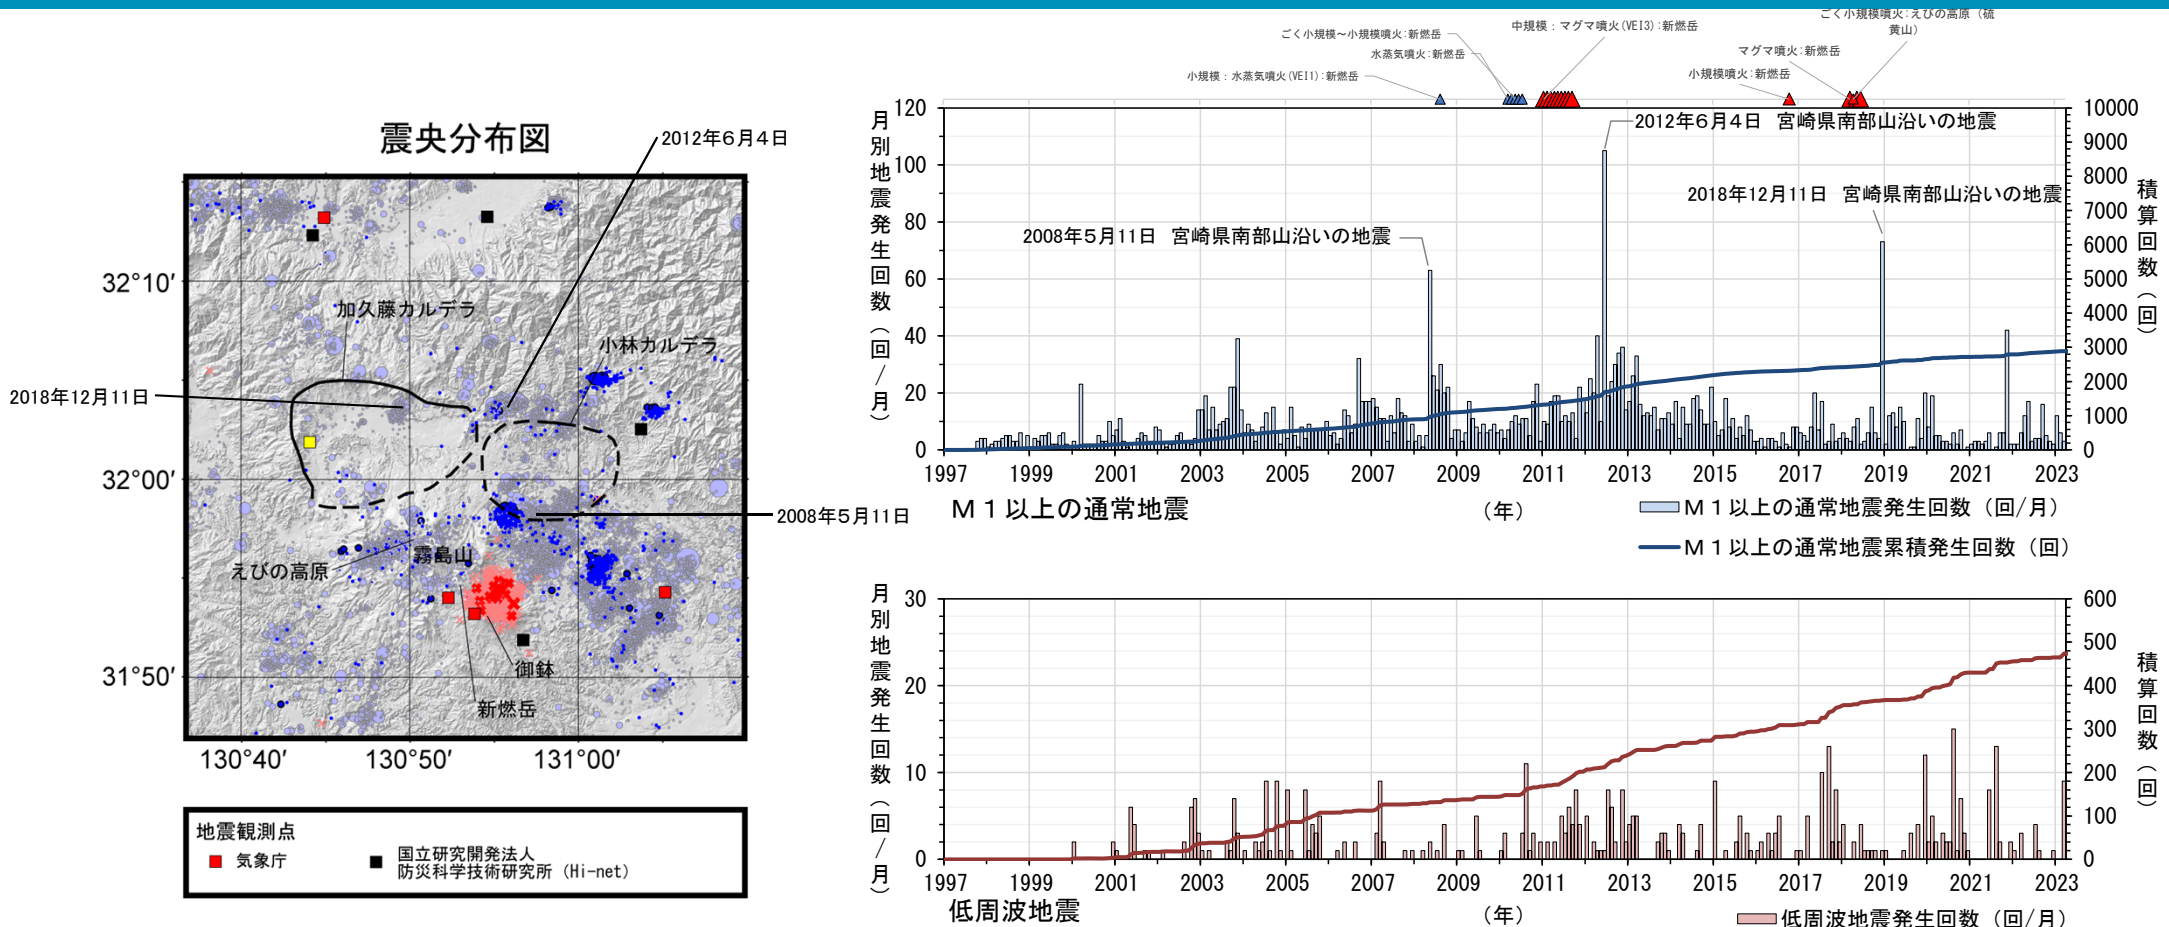 震央分布図
2012年6月4日
加久藤カルデラ
小林カルデラ
2018年12月11日
2008年5月11日
えびの高原
霧島山
御鉢
新燃岳
32°10′
32°00′
31°50′
130°40′
130°50′
131°00′
地震観測点
気象庁
国立研究開発法人
防災科学技術研究所（Hi-net）
ごく小規模～小規模噴火:新燃岳
水蒸気噴火:新燃岳
小規模：水蒸気噴火(VEI1):新燃岳
中規模：マグマ噴火(VEI3):新燃岳
ごく小規模噴火:えびの高原（硫
黄山）
マグマ噴火:新燃岳
小規模噴火:新燃岳
月別地震発生回数（回/月）
120
100
80
60
40
20
0
2008年5月11日 宮崎県南部山沿いの地震
2012年6月4日 宮崎県南部山沿いの地震
2018年12月11日 宮崎県南部山沿いの地震
10000
9000
8000
7000
6000
5000
4000
3000
2000
1000
0
積算回数（回）
1997 1999 2001 2003 2005 2007 2009 2011 2013 2015 2017 2019 2021 2023
Ｍ１以上の通常地震
（年）
Ｍ１以上の通常地震発生回数（回/月）
Ｍ１以上の通常地震累積発生回数（回）
月別地震発生回数（回/月）
30
20
10
0
600
500
400
300
200
100
0
積算回数（回）
1997 1999 2001 2003 2005 2007 2009 2011 2013 2015 2017 2019 2021 2023
低周波地震
（年）
低周波地震発生回数（回/月）